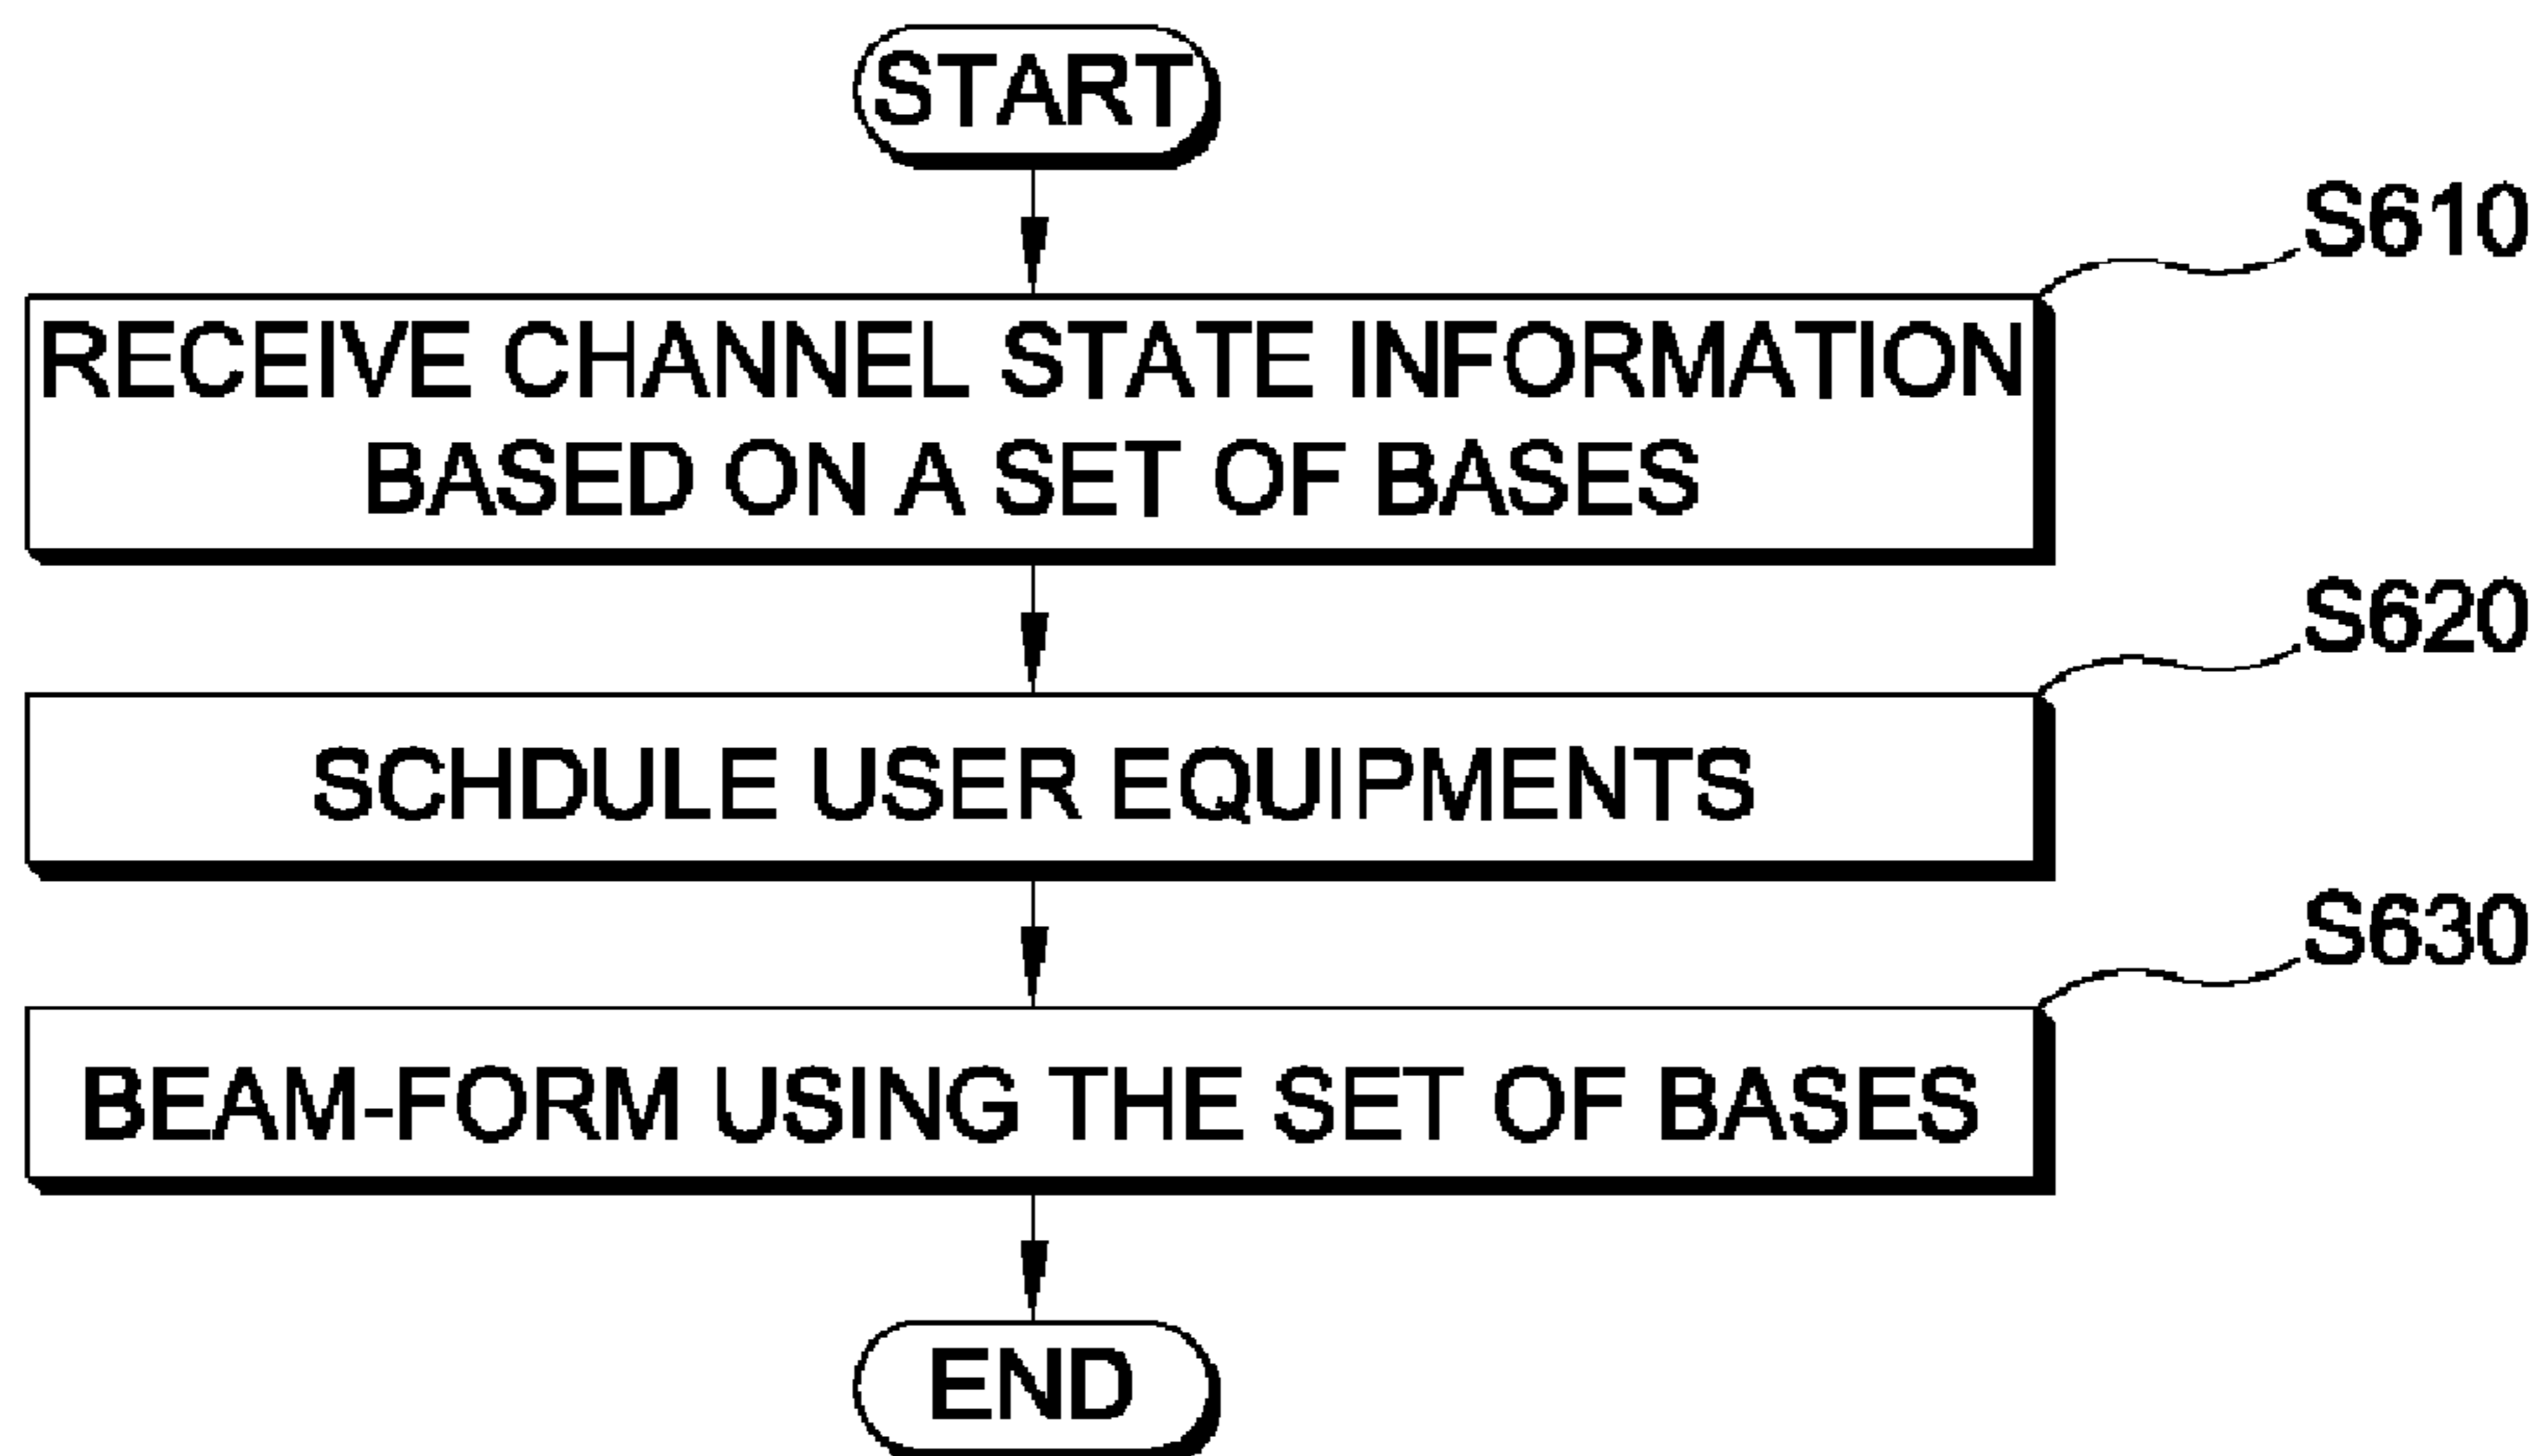 START
S610
RECEIVE CHANNEL STATE INFORMATION
BASED ON A SET OF BASES
S620
SCHDULE USER EQUIPMENTS
S630
BEAM-FORM USING THE SET OF BASES
END